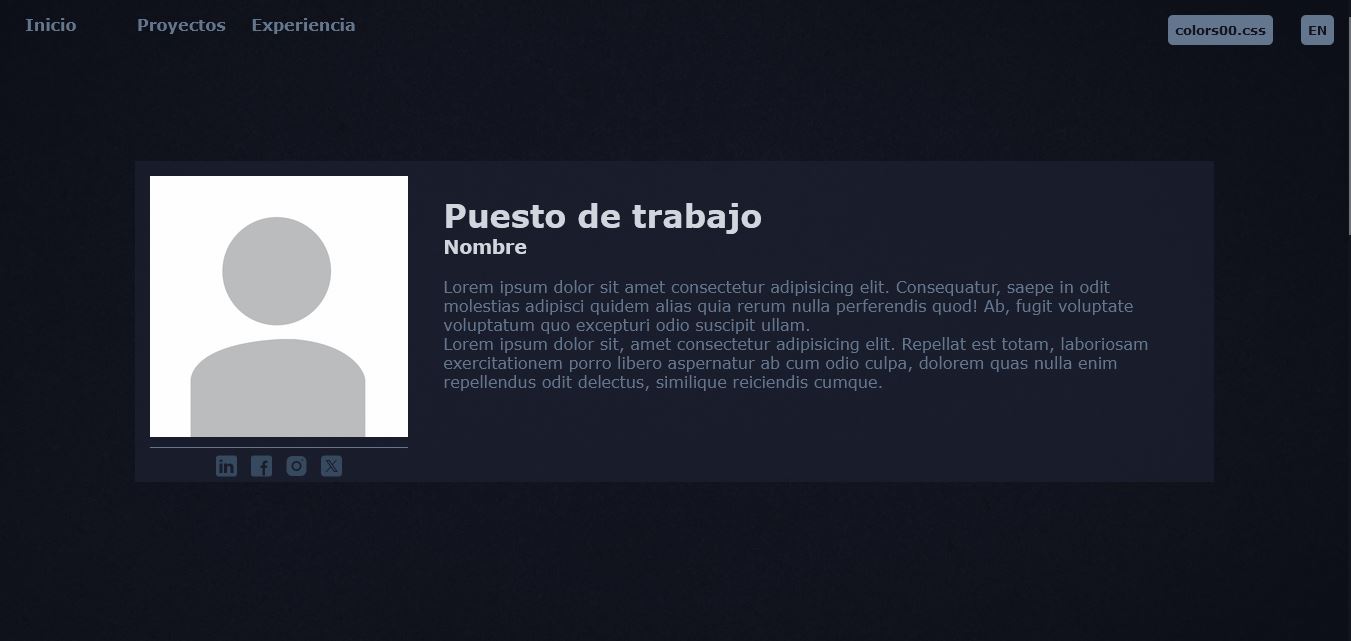 Inicio Proyectos Experiencia colors00.css EN
Puesto de trabajo
Nombre
Lorem ipsum dolor sit amet consectetur adipisicing elit. Consequatur, saepe in odit
molestias adipisci quidem alias quia rerum nulla perferendis quod! Ab, fugit voluptate
voluptatum quo excepturi odio suscipit ullam.
Lorem ipsum dolor sit, amet consectetur adipisicing elit. Repellat est totam, laboriosam
exercitationem porro libero aspernatur ab cum odio culpa, dolorem quas nulla enim
repellendus odit delectus, similique reiciendis cumque.